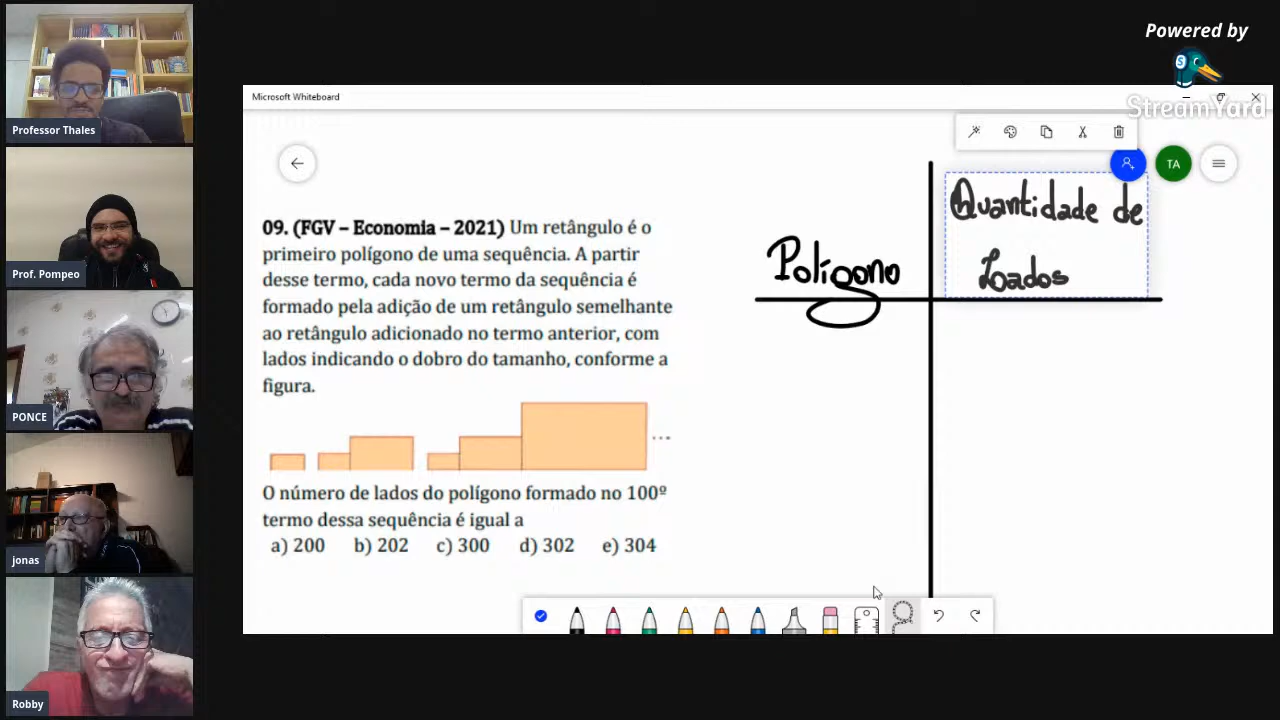 Powered by
StreamYard
Professor Thales
Prof. Pompeo
PONCE
jonas
Robby
Microsoft Whiteboard
TA
09. (FGV – Economia – 2021) Um retângulo é o
primeiro polígono de uma sequência. A partir
desse termo, cada novo termo da sequência é
formado pela adição de um retângulo semelhante
ao retângulo adicionado no termo anterior, com
lados indicando o dobro do tamanho, conforme a
figura.
...
O número de lados do polígono formado no 100º
termo dessa sequência é igual a
a) 200 b) 202 c) 300 d) 302 e) 304
Polígono
Quantidade de
Lados